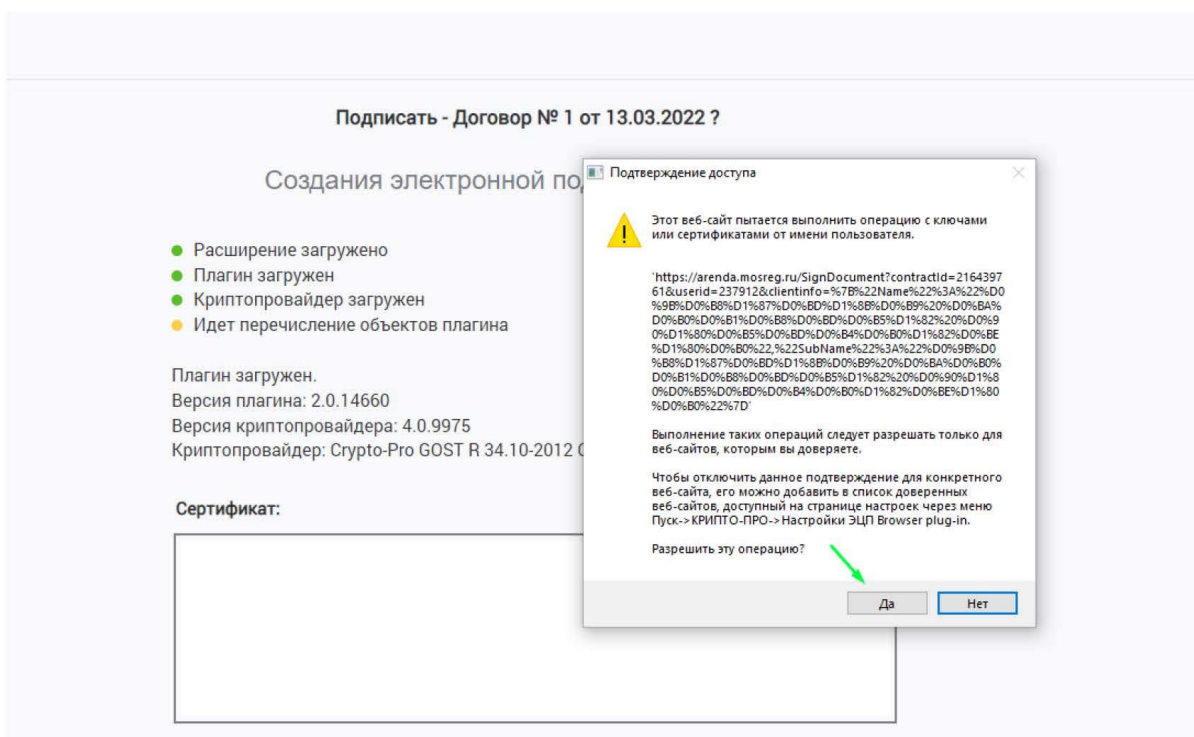 Подписать - Договор № 1 от 13.03.2022 ?
Создания электронной по
Расширение загружено
Плагин загружен
Криптопровайдер загружен
Идет перечисление объектов плагина
Плагин загружен.
Версия плагина: 2.0.14660
Версия криптопровайдера: 4.0.9975
Криптопровайдер: Crypto-Pro GOST R 34.10-2012
Сертификат:
Подтверждение доступа
Этот веб-сайт пытается выполнить операцию с ключами
или сертификатами от имени пользователя.
'https://arenda.mosreg.ru/SignDocument?contractId=2164397
61&userid=237912&clientinfo=%7B%22Name%22%3A%22%D0
%9B%D0%B8%D1%87%D0%BD%D1%8B%D0%B9%20%D0%BA%
D0%B0%D0%B1%D0%B8%D0%BD%D0%B5%D1%82%20%D0%9
0%D1%80%D0%B5%D0%BD%D0%B4%D0%B0%D1%82%D0%BE
%D1%80%D0%B0%22,%22SubName%22%3A%22%D0%9B%D0
%B8%D1%87%D0%BD%D1%8B%D0%B9%20%D0%BA%D0%B0%
D0%B1%D0%B8%D0%BD%D0%B5%D1%82%20%D0%90%D1%8
0%D0%B5%D0%BD%D0%B4%D0%B0%D1%82%D0%BE%D1%80
%D0%B0%22%7D'
Выполнение таких операций следует разрешать только для
веб-сайтов, которым вы доверяете.
Чтобы отключить данное подтверждение для конкретного
веб-сайта, его можно добавить в список доверенных
веб-сайтов, доступный на странице настроек через меню
Пуск->КРИПТО-ПРО->Настройки ЭЦП Browser plug-in.
Разрешить эту операцию?
Да
Нет